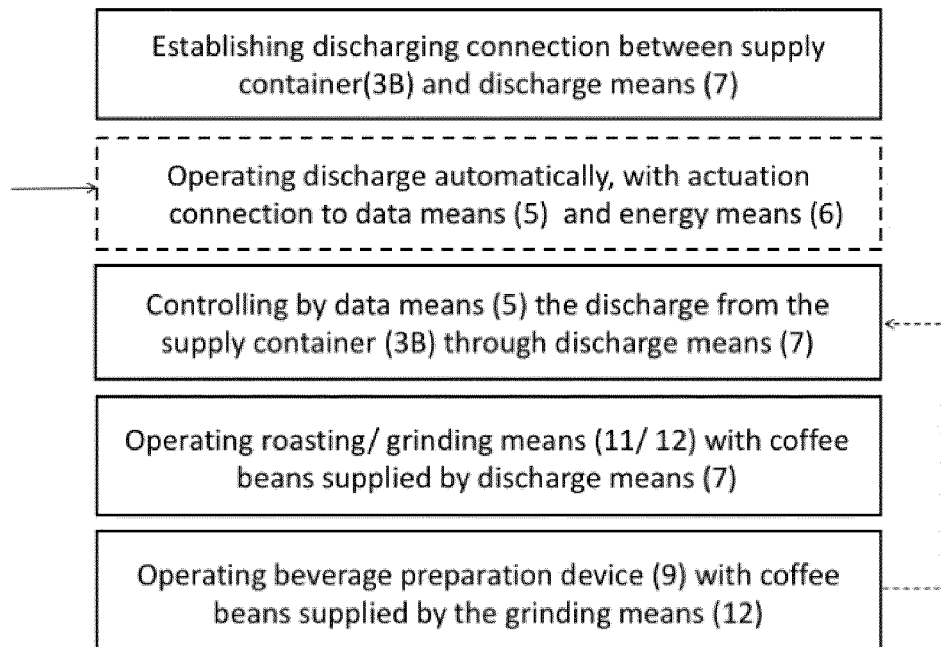 Establishing discharging connection between supply
container(3B) and discharge means (7)
Operating discharge automatically, with actuation
connection to data means (5) and energy means (6)
Controlling by data means (5) the discharge from the
supply container (3B) through discharge means (7)
Operating roasting/ grinding means (11/ 12) with coffee
beans supplied by discharge means (7)
Operating beverage preparation device (9) with coffee
beans supplied by the grinding means (12)